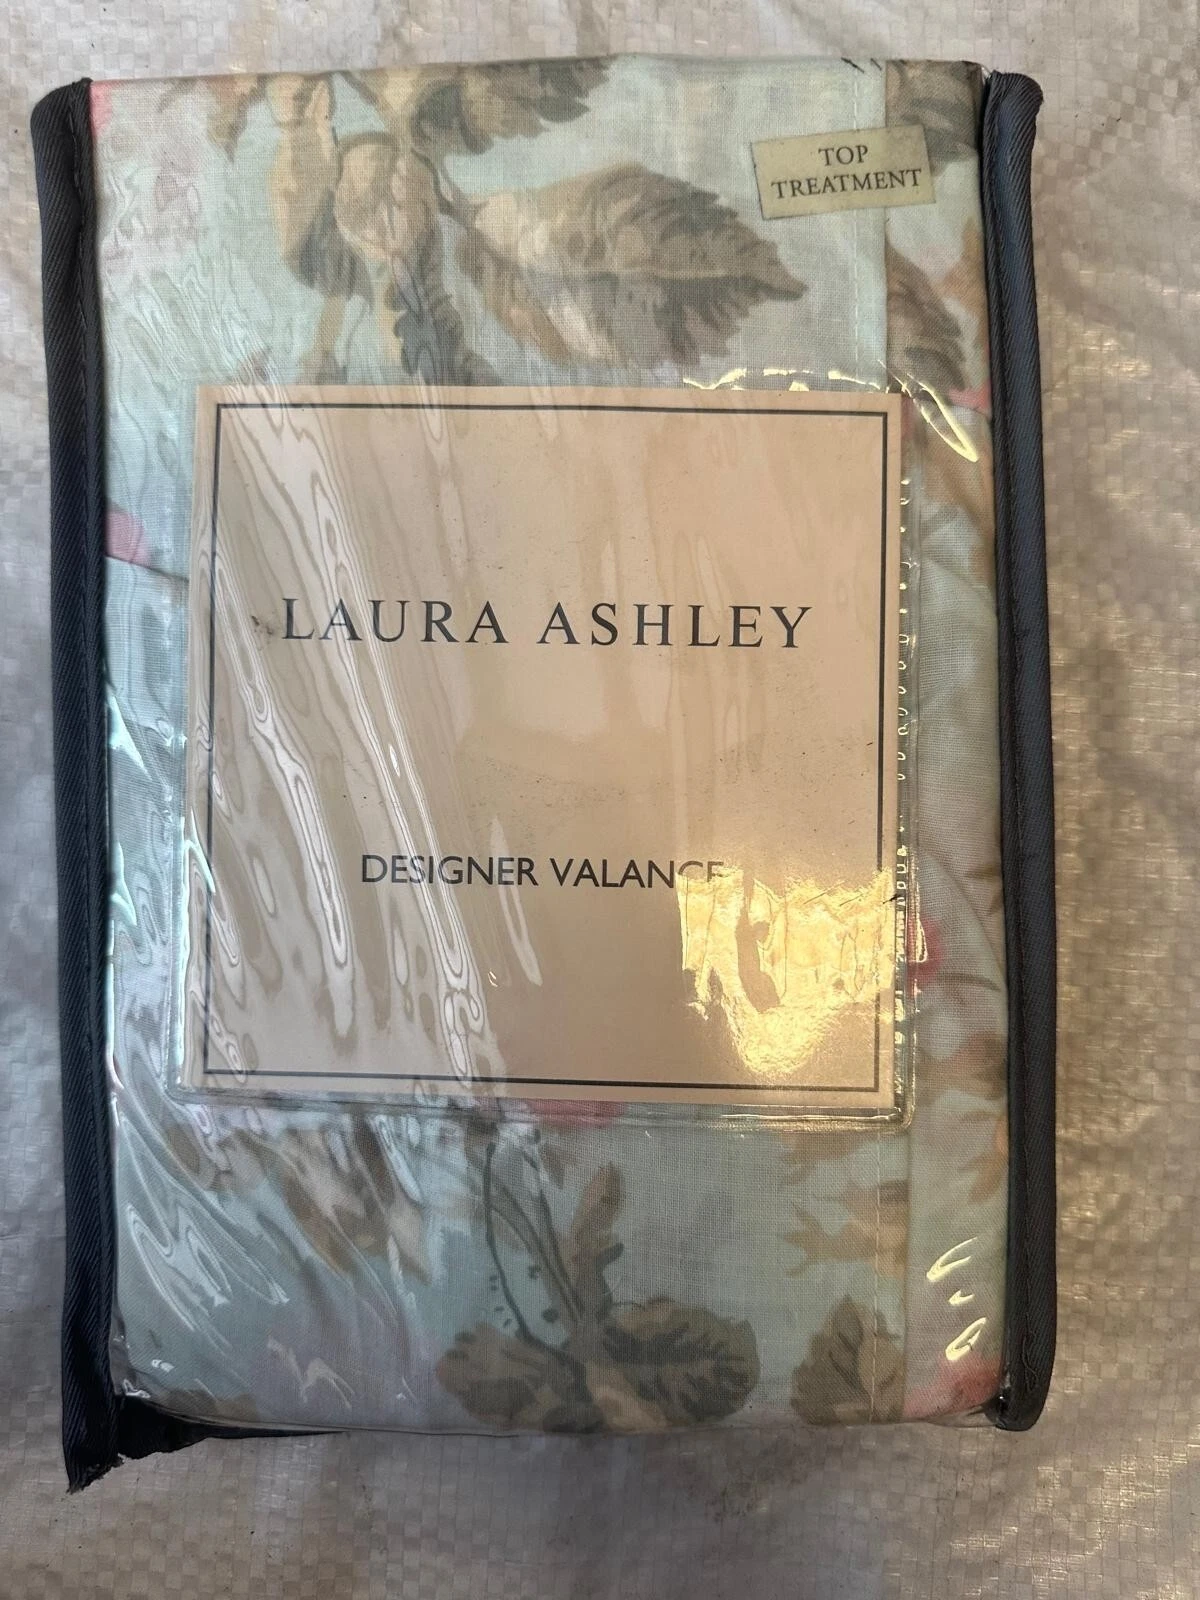 TOP
TREATMENT
LAURA ASHLEY
DESIGNER VALANCE